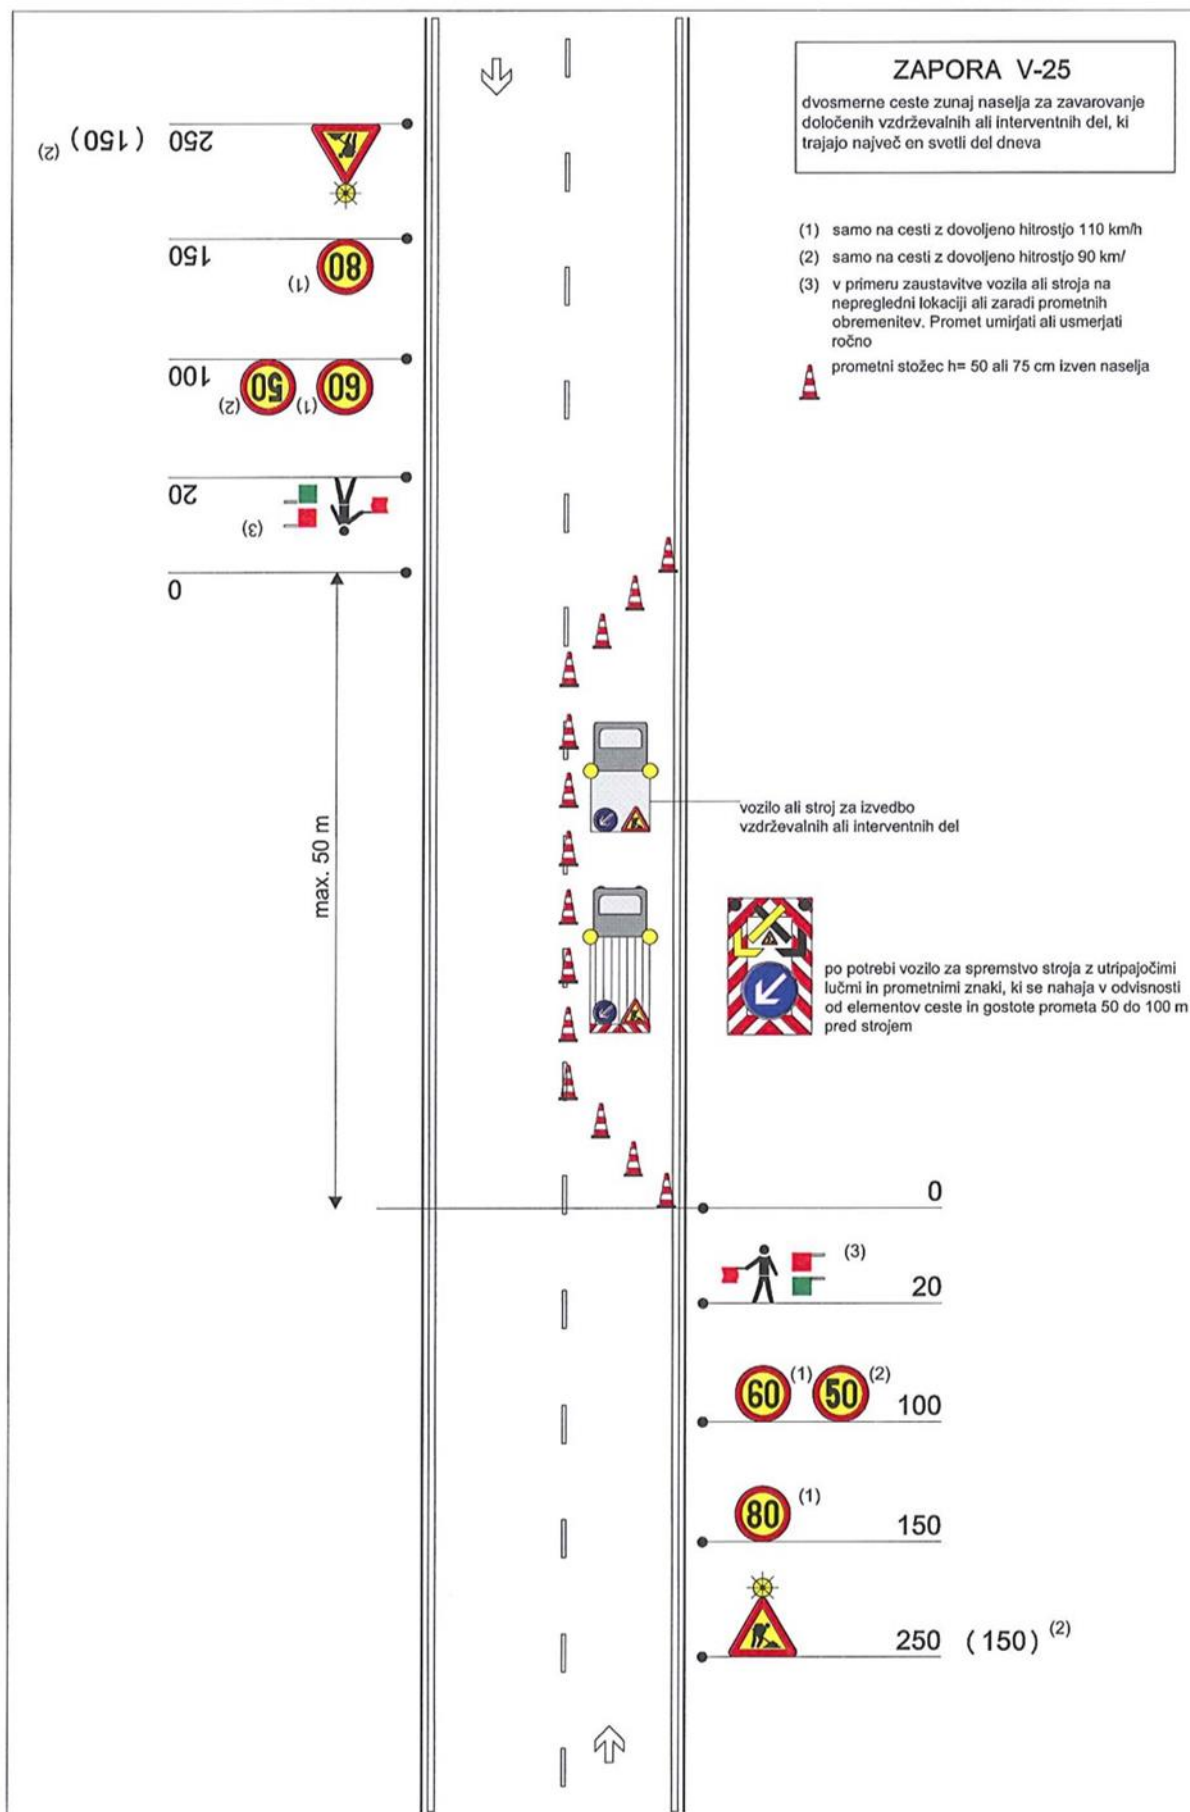 ZAPORA V-25
dvosmerne ceste zunaj naselja za zavarovanje
določenih vzdrževalnih ali interventnih del, ki
trajajo največ en svetli del dneva
(1) samo na cesti z dovoljeno hitrostjo 110 km/h
(2) samo na cesti z dovoljeno hitrostjo 90 km/
(3) v primeru zaustavitve vozila ali stroja na
nepregledni lokaciji ali zaradi prometnih
obremenitev. Promet umirjati ali usmerjati
ročno
prometni stožec h= 50 ali 75 cm izven naselja
250 (150) (2)
150
80 (1)
100
60 (1) 50 (2)
20
(3)
0
max. 50 m
vozilo ali stroj za izvedbo
vzdrževalnih ali interventnih del
po potrebi vozilo za spremstvo stroja z utripajočimi
lučmi in prometnimi znaki, ki se nahaja v odvisnosti
od elementov ceste in gostote prometa 50 do 100 m
pred strojem
0
(3)
20
60 (1) 50 (2)
100
80 (1)
150
250 (150) (2)